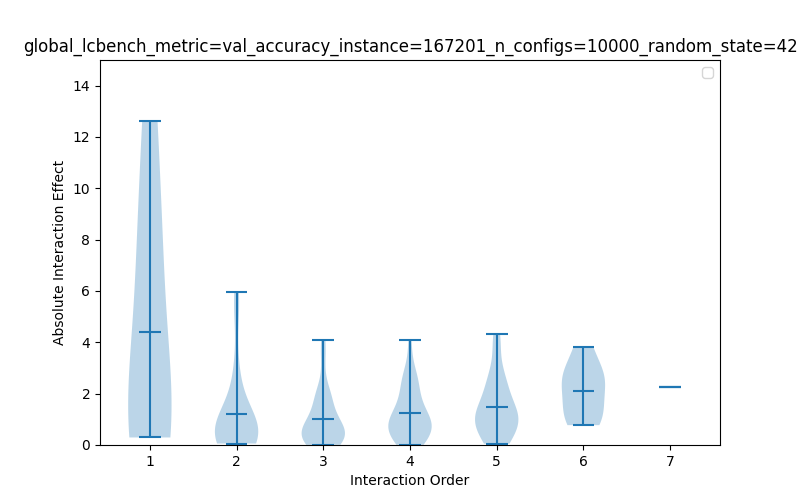 global_lcbench_metric=val_accuracy_instance=167201_n_configs=10000_random_state=42
Absolute Interaction Effect
14
12
10
8
6
4
2
0
1 2 3 4 5 6 7
Interaction Order